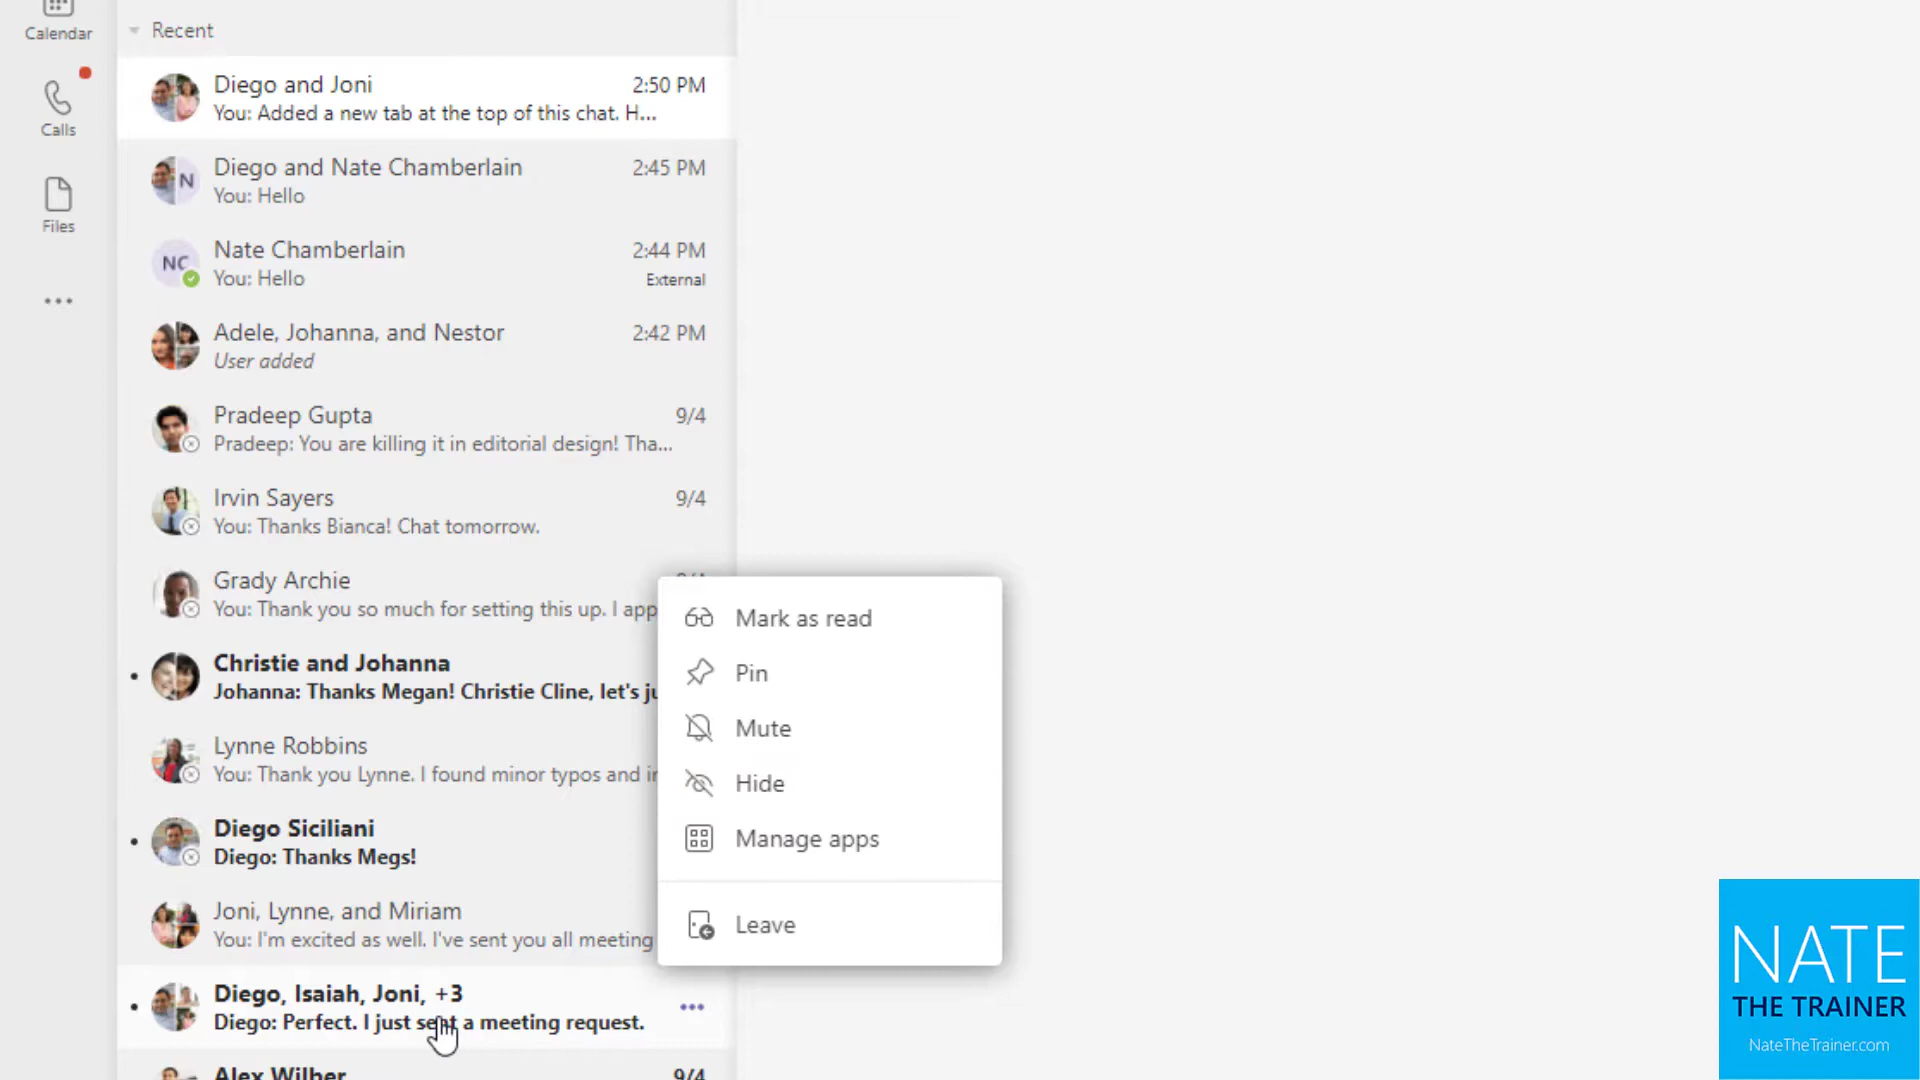 Calendar
Calls
Files
Recent
Diego and Joni 2:50 PM
You: Added a new tab at the top of this chat. H...
N
Diego and Nate Chamberlain 2:45 PM
You: Hello
NC
Nate Chamberlain 2:44 PM
You: Hello External
Adele, Johanna, and Nestor 2:42 PM
User added
Pradeep Gupta 9/4
Pradeep: You are killing it in editorial design! Tha...
Irvin Sayers 9/4
You: Thanks Bianca! Chat tomorrow.
Grady Archie
You: Thank you so much for setting this up. I app
Christie and Johanna
Johanna: Thanks Megan! Christie Cline, let's ju
Lynne Robbins
You: Thank you Lynne. I found minor typos and in
Diego Siciliani
Diego: Thanks Megs!
Joni, Lynne, and Miriam
You: I'm excited as well. I've sent you all meeting
Diego, Isaiah, Joni, +3
Diego: Perfect. I just sent a meeting request.
Alex Wilber 9/4
Mark as read
Pin
Mute
Hide
Manage apps
Leave
NATE
THE TRAINER
NateTheTrainer.com